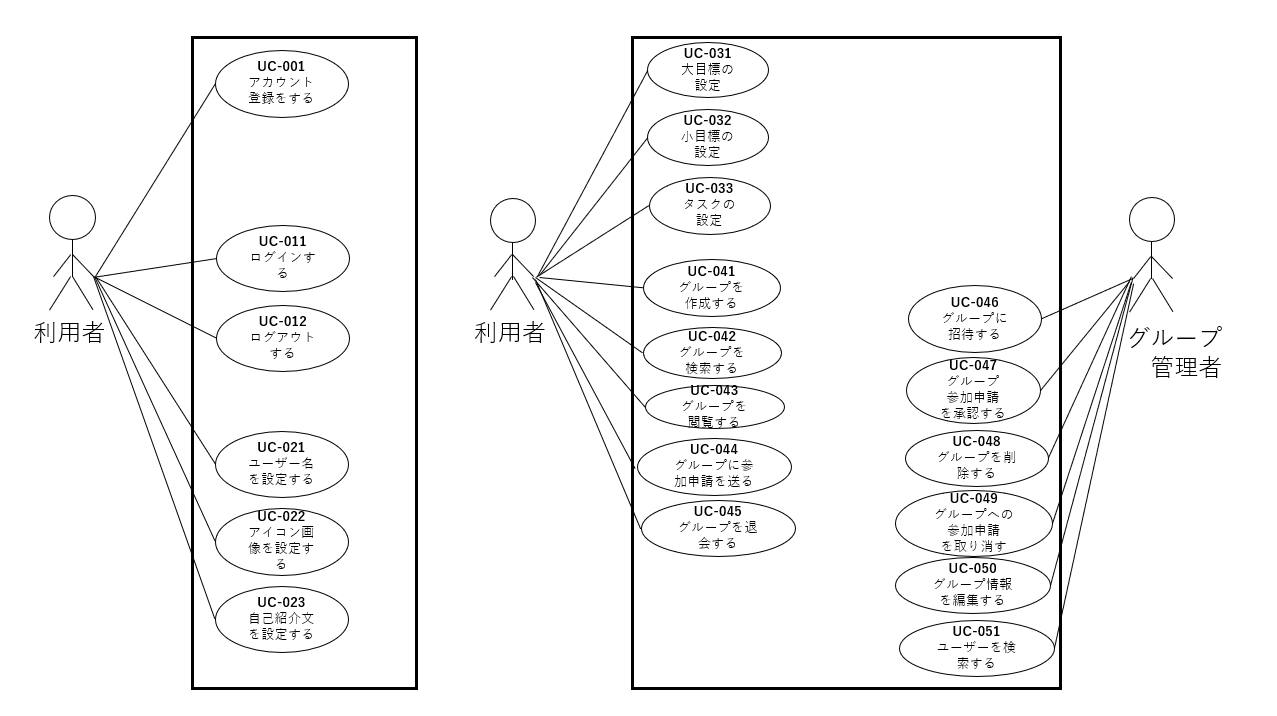 UC-001
アカウント
登録をする
UC-011
ログインす
る
UC-012
ログアウト
する
利用者
UC-021
ユーザー名
を設定する
UC-022
アイコン画
像を設定す
る
UC-023
自己紹介文
を設定する
利用者
UC-031
大目標の
設定
UC-032
小目標の
設定
UC-033
タスクの
設定
UC-041
グループを
作成する
UC-042
グループを
検索する
UC-043
グループを
閲覧する
UC-044
グループに参
加申請を送る
UC-045
グループを退
会する
UC-046
グループに
招待する
UC-047
グループ
参加申請
を承認する
UC-048
グループを削
除する
UC-049
グループへの
参加申請
を取り消す
UC-050
グループ情報
を編集する
UC-051
ユーザーを検
索する
グループ
管理者